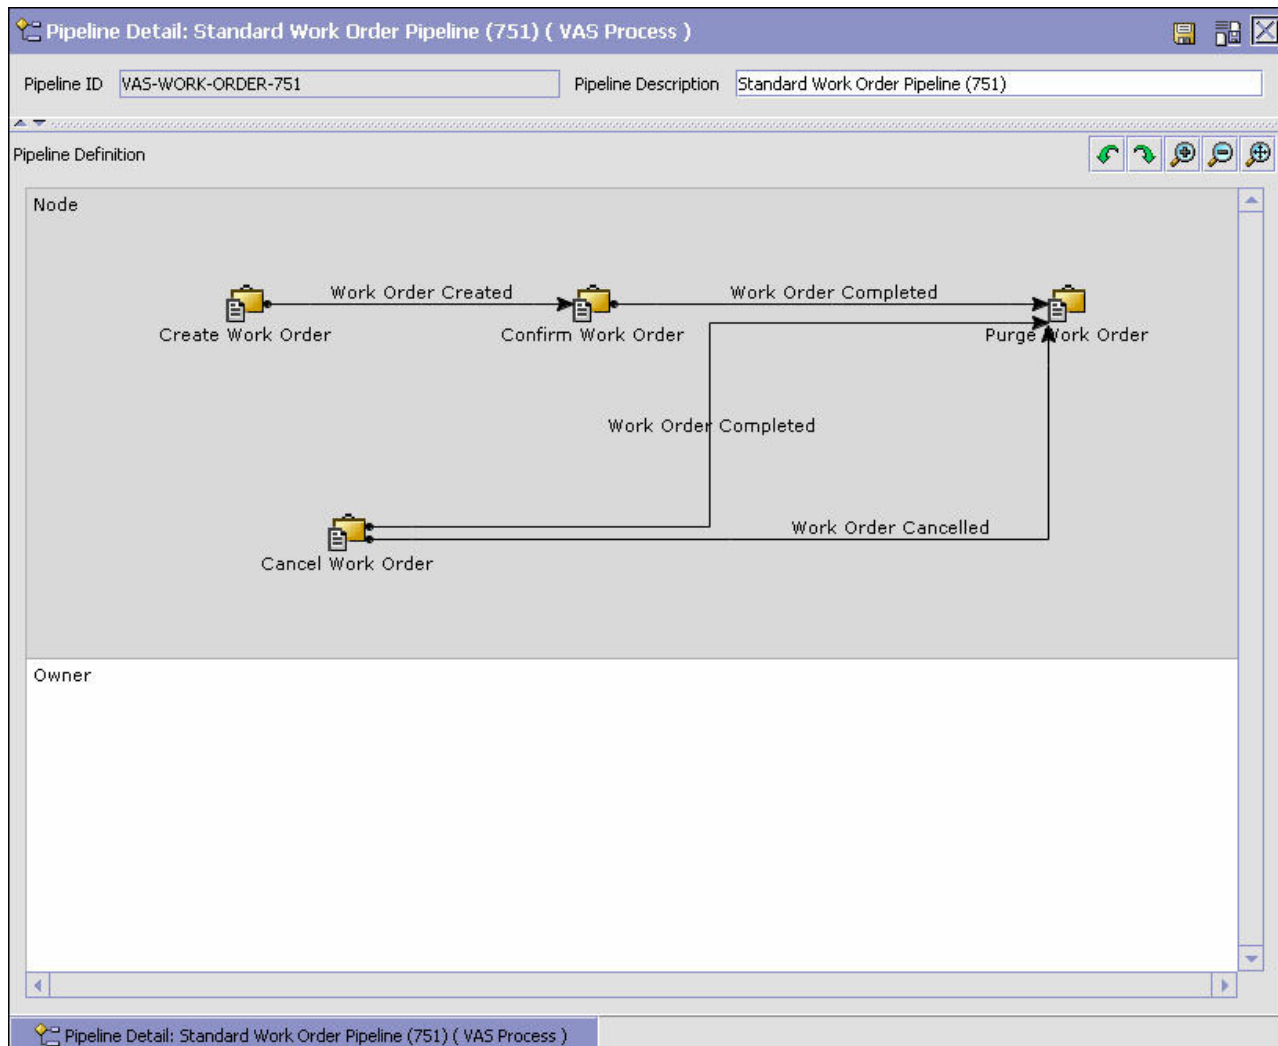 Pipeline Detail: Standard Work Order Pipeline (751) ( VAS Process )
Pipeline ID VAS-WORK-ORDER-751 Pipeline Description Standard Work Order Pipeline (751)
Pipeline Definition
Node
Work Order Created Work Order Completed
Create Work Order Confirm Work Order Purge Work Order
Work Order Completed
Work Order Cancelled
Cancel Work Order
Owner
Pipeline Detail: Standard Work Order Pipeline (751) ( VAS Process )